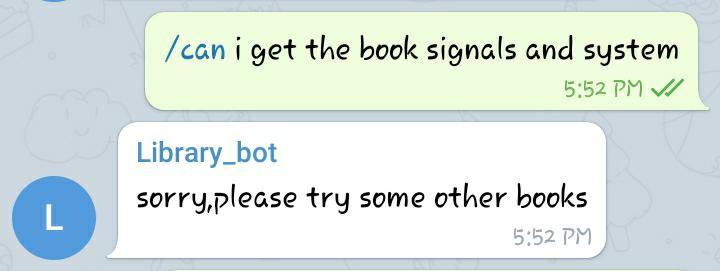 /can i get the book signals and system
5:52 PM
Library_bot
L
sorry,please try some other books
5:52 PM